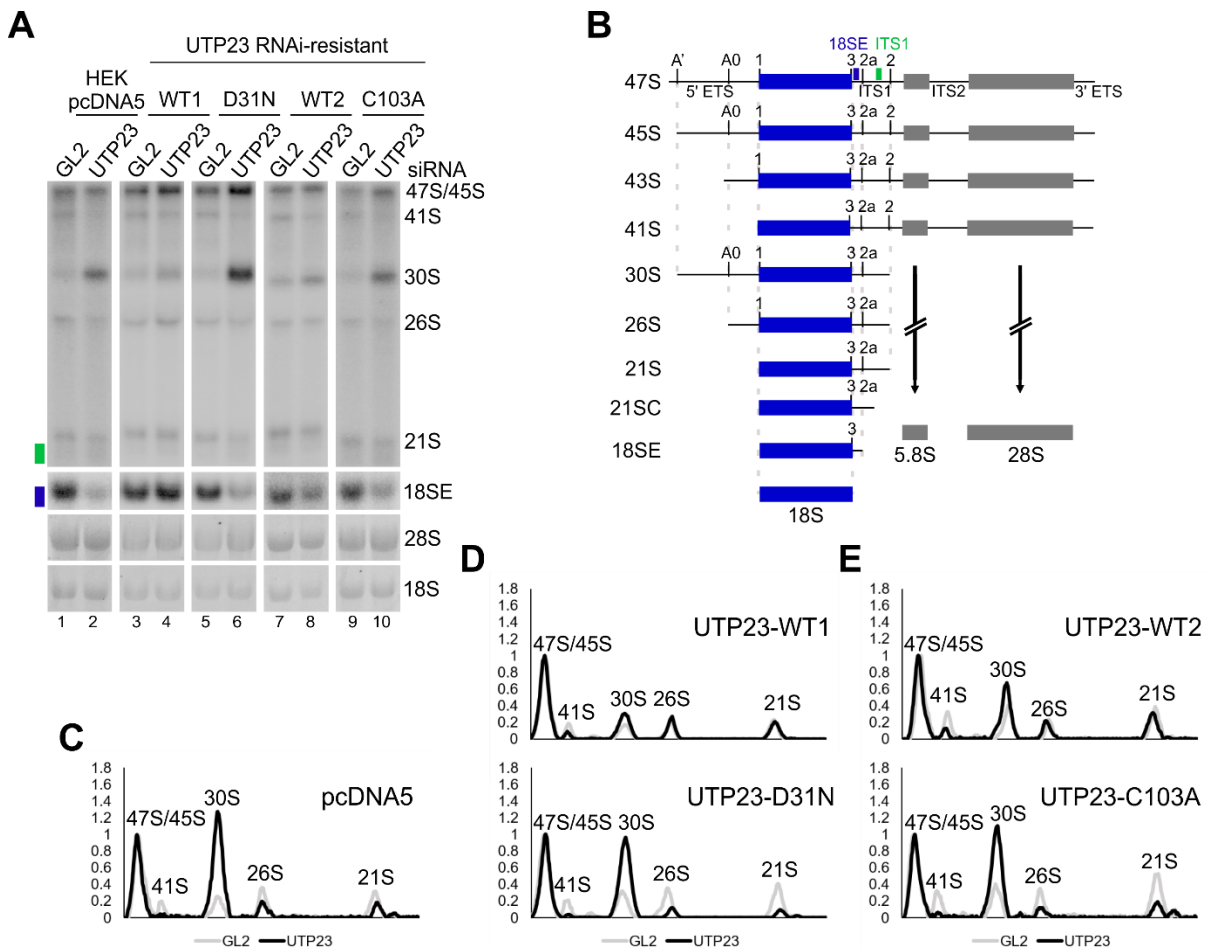 A
UTP23 RNAi-resistant
HEK
pcDNA5 WT1 D31N WT2 C103A
GL2 UTP23 GL2 UTP23 GL2 UTP23 GL2 UTP23 GL2 UTP23 siRNA
47S/45S
41S
30S
26S
21S
18SE
28S
18S
1 2 3 4 5 6 7 8 9 10
B
18SE ITS1
A' A0 1 3 2a 2
47S
5' ETS ITS1 ITS2 3' ETS
A0 1 3 2a 2
45S
1 3 2a 2
43S
1 3 2a 2
41S
A0 1 3 2a
30S
1 3 2a
26S
3 2a
21S
3 2a
21SC
3
18SE
5.8S 28S
18S
C
1.8
1.6
1.4
1.2
1
0.8
0.6
0.4
0.2
0
pcDNA5
47S/45S
41S
30S
26S
21S
GL2 UTP23
D
1.8
1.6
1.4
1.2
1
0.8
0.6
0.4
0.2
0
UTP23-WT1
47S/45S
41S
30S
26S
21S
1.8
1.6
1.4
1.2
1
0.8
0.6
0.4
0.2
0
UTP23-D31N
47S/45S
41S
30S
26S
21S
GL2 UTP23
E
1.8
1.6
1.4
1.2
1
0.8
0.6
0.4
0.2
0
UTP23-WT2
47S/45S
41S
30S
26S
21S
1.8
1.6
1.4
1.2
1
0.8
0.6
0.4
0.2
0
UTP23-C103A
47S/45S
41S
30S
26S
21S
GL2 UTP23